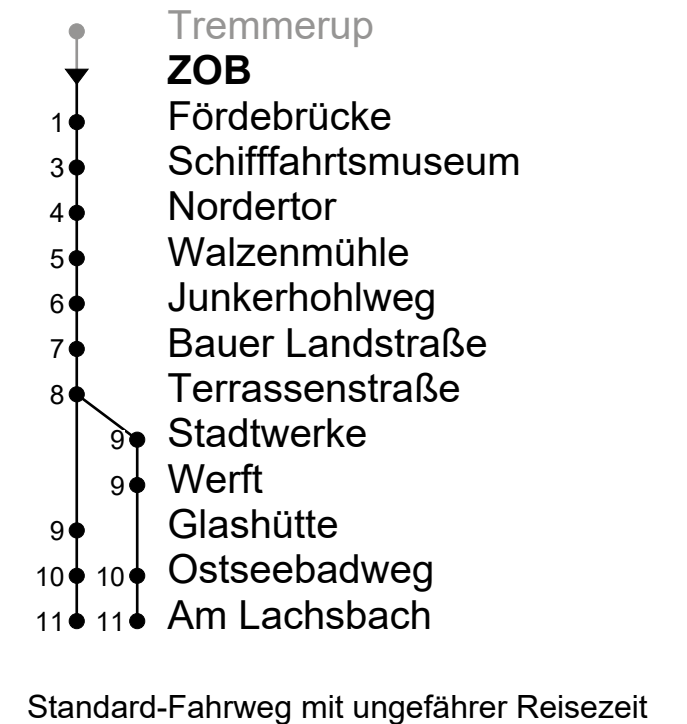 Tremmerup
ZOB
1 Fördebrücke
3 Schifffahrtsmuseum
4 Nordertor
5 Walzenmühle
6 Junkerhohlweg
7 Bauer Landstraße
8 Terrassenstraße
9 Stadtwerke
9 Werft
9 Glashütte
10 10 Ostseebadweg
11 11 Am Lachsbach
Standard-Fahrweg mit ungefährer Reisezeit